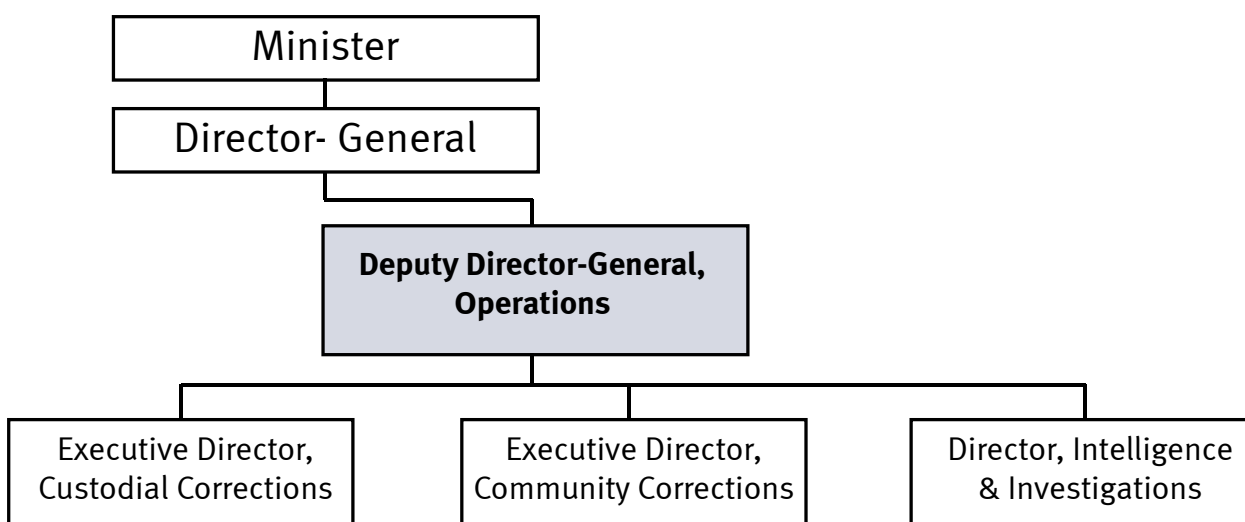 Minister
Director- General
Deputy Director-General,
Operations
Executive Director,
Custodial Corrections
Executive Director,
Community Corrections
Director, Intelligence
& Investigations